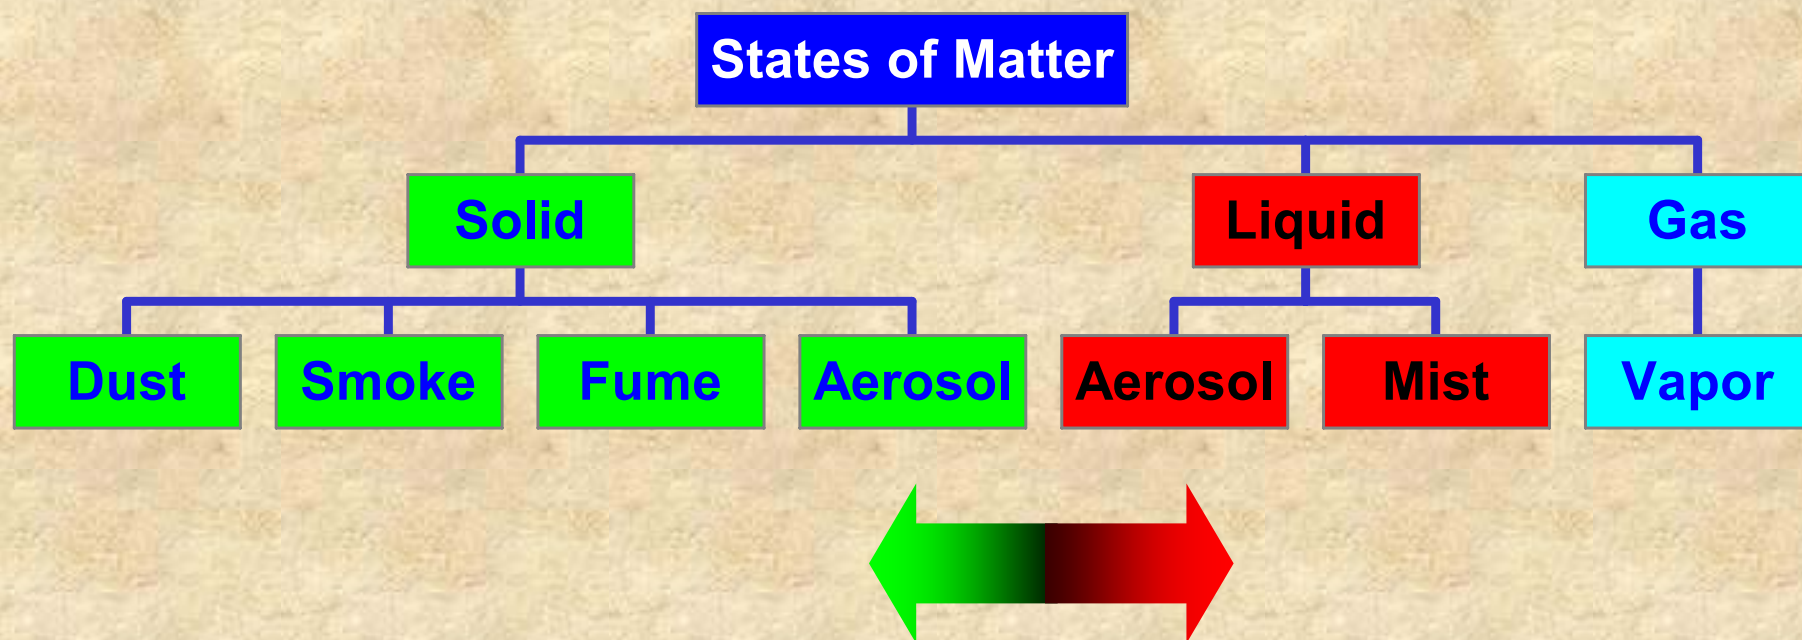 States of Matter
Solid
Liquid
Gas
Dust
Smoke
Fume
Aerosol
Aerosol
Mist
Vapor